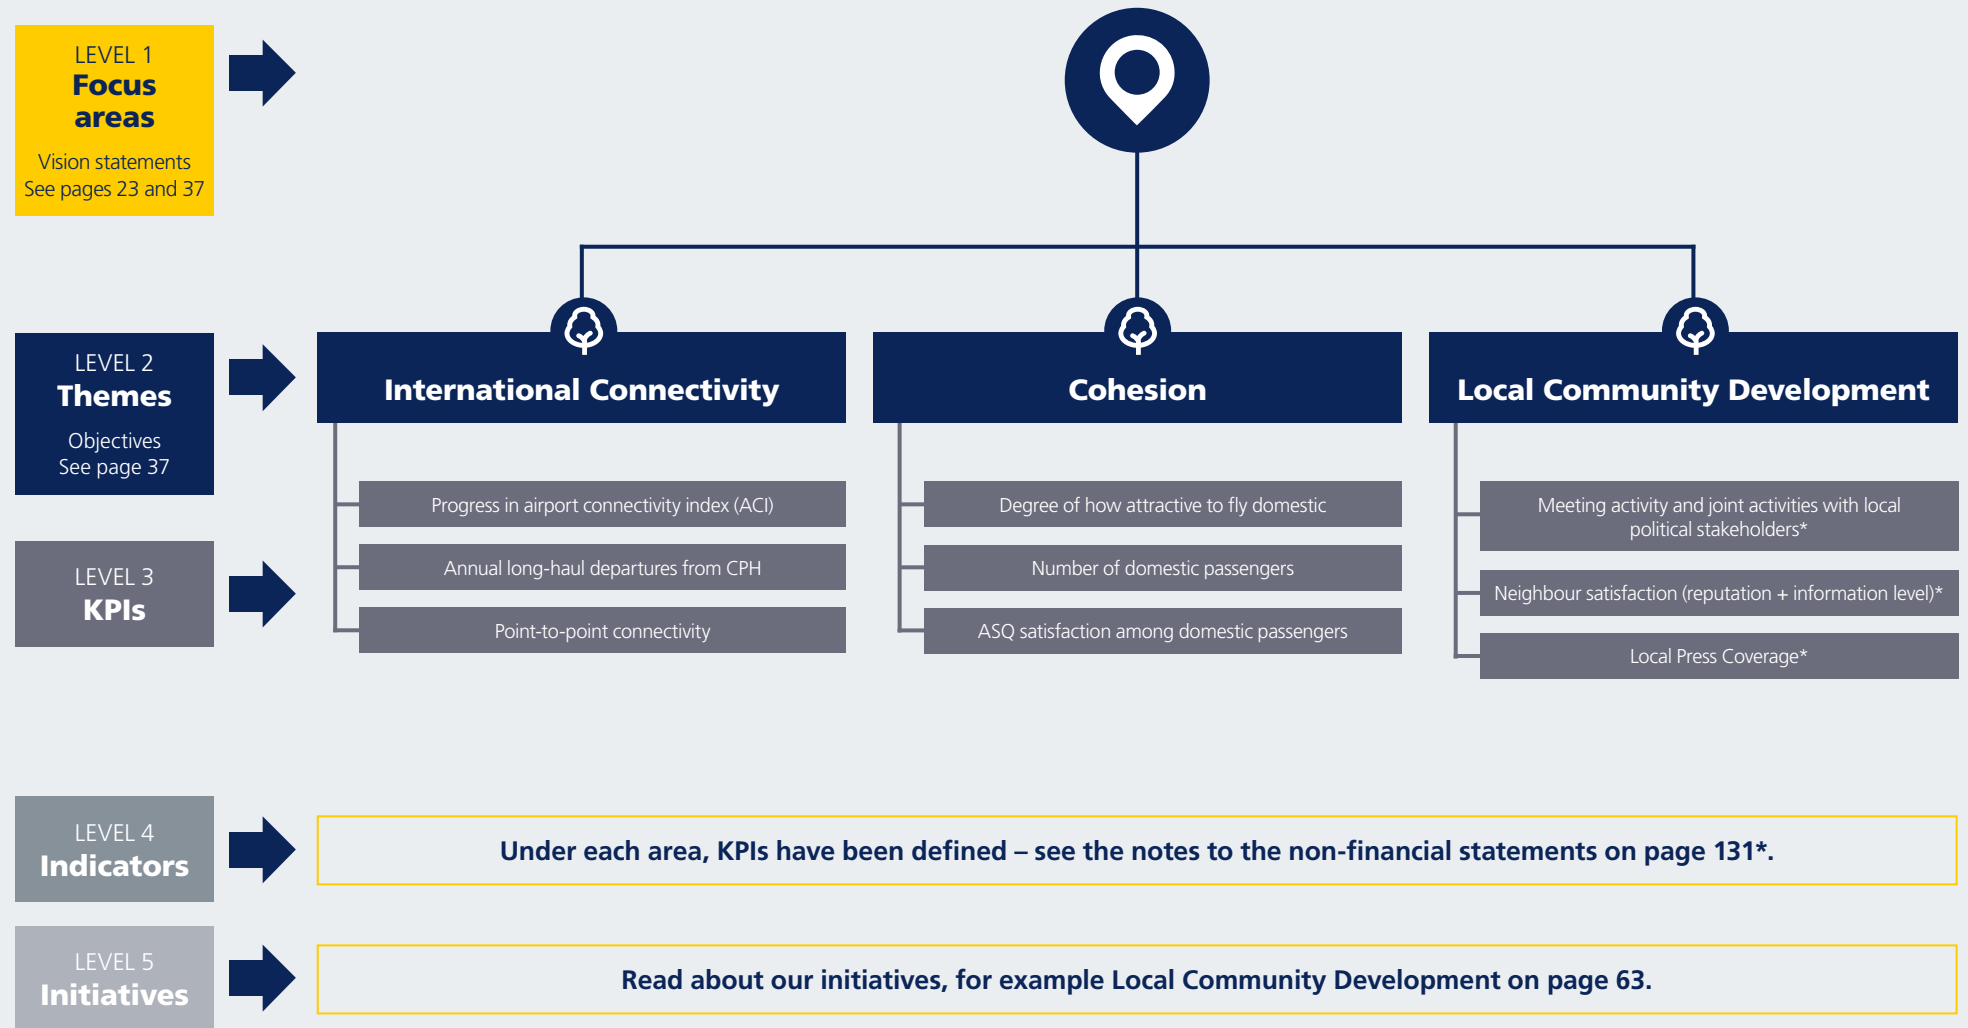 LEVEL 1
Focus
areas
Vision statements
See pages 23 and 37
LEVEL 2
Themes
Objectives
See page 37
International Connectivity
Cohesion
Local Community Development
LEVEL 3
KPIs
Progress in airport connectivity index (ACI)
Annual long-haul departures from CPH
Point-to-point connectivity
Degree of how attractive to fly domestic
Number of domestic passengers
ASQ satisfaction among domestic passengers
Meeting activity and joint activities with local
political stakeholders*
Neighbour satisfaction (reputation + information level)*
Local Press Coverage*
LEVEL 4
Indicators
Under each area, KPIs have been defined – see the notes to the non-financial statements on page 131*.
LEVEL 5
Initiatives
Read about our initiatives, for example Local Community Development on page 63.